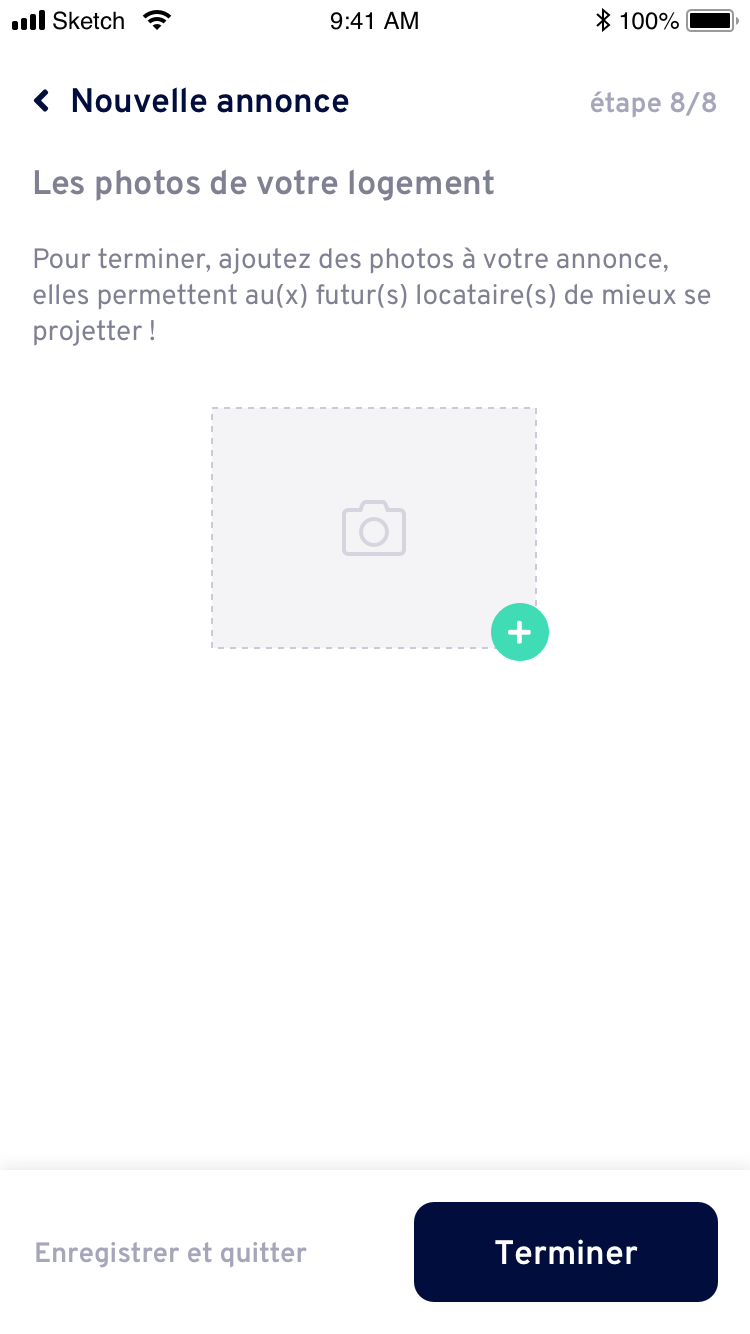 Sketch 9:41 AM 100%
Nouvelle annonce étape 8/8
Les photos de votre logement
Pour terminer, ajoutez des photos à votre annonce,
elles permettent au(x) futur(s) locataire(s) de mieux se
projetter !
Enregistrer et quitter Terminer